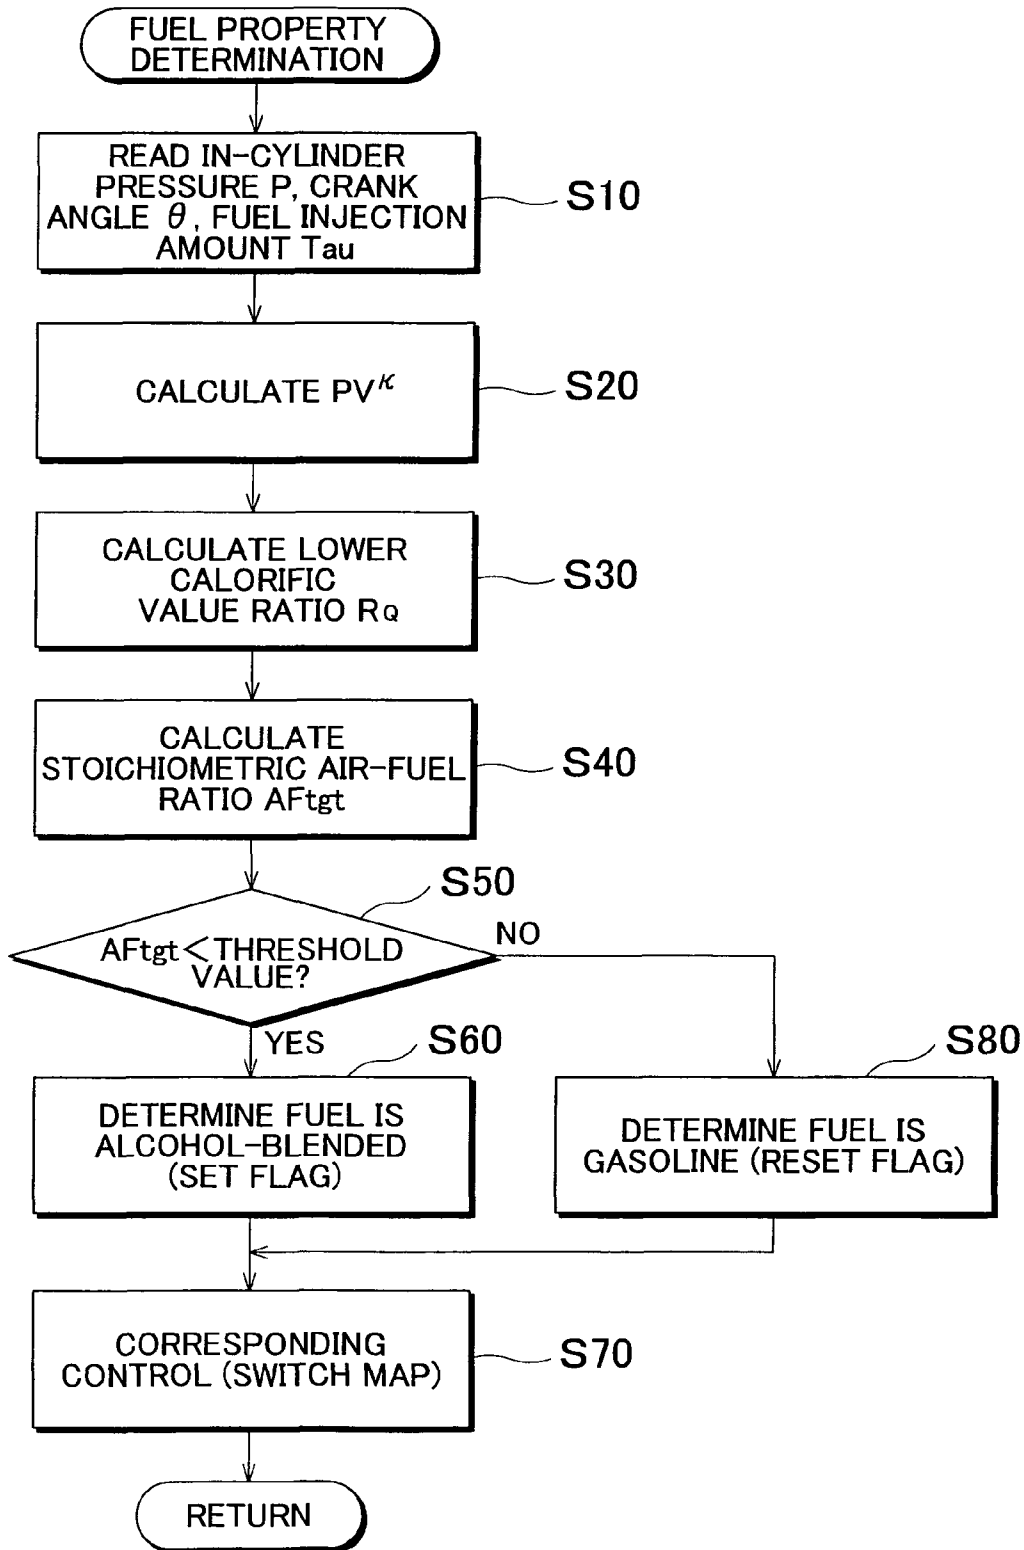 FUEL PROPERTY
DETERMINATION
READ IN-CYLINDER
PRESSURE P, CRANK
ANGLE θ, FUEL INJECTION
AMOUNT Tau
S10
CALCULATE PV^κ
S20
CALCULATE LOWER
CALORIFIC
VALUE RATIO RQ
S30
CALCULATE
STOICHIOMETRIC AIR-FUEL
RATIO AFtgt
S40
S50
AFtgt<THRESHOLD
VALUE?
NO
YES
S60
DETERMINE FUEL IS
ALCOHOL-BLENDED
(SET FLAG)
S80
DETERMINE FUEL IS
GASOLINE (RESET FLAG)
CORRESPONDING
CONTROL (SWITCH MAP)
S70
RETURN